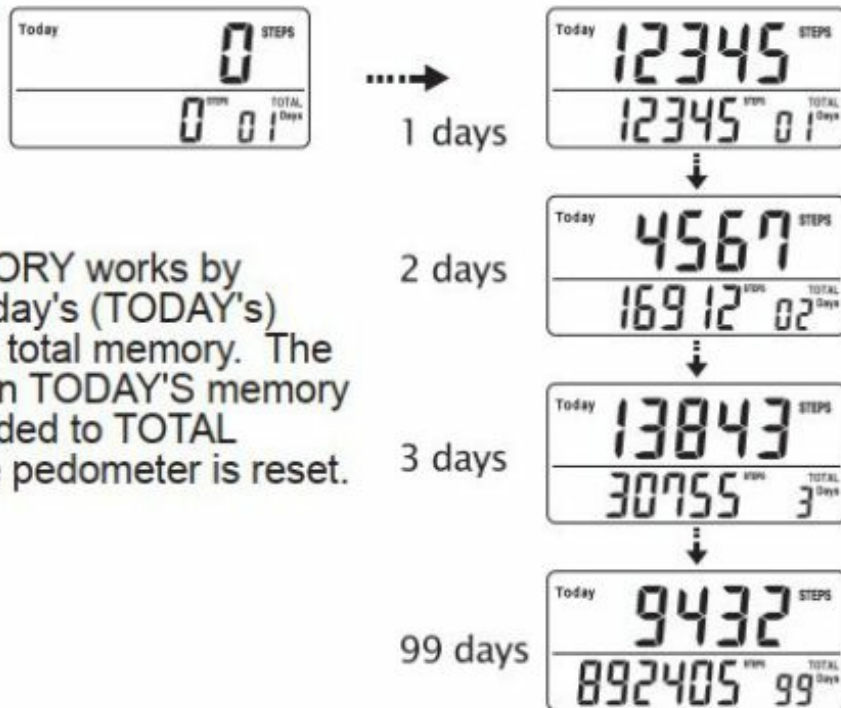 Today 0 STEPS
0 STEPS 01 TOTAL Days
1 days
Today 12345 STEPS
12345 STEPS 01 TOTAL Days
ORY works by
day's (TODAY's)
total memory. The
n TODAY'S memory
ded to TOTAL
e pedometer is reset.
2 days
Today 4567 STEPS
16912 STEPS 02 TOTAL Days
3 days
Today 13843 STEPS
30755 STEPS 3 TOTAL Days
99 days
Today 9432 STEPS
892405 STEPS 99 TOTAL Days